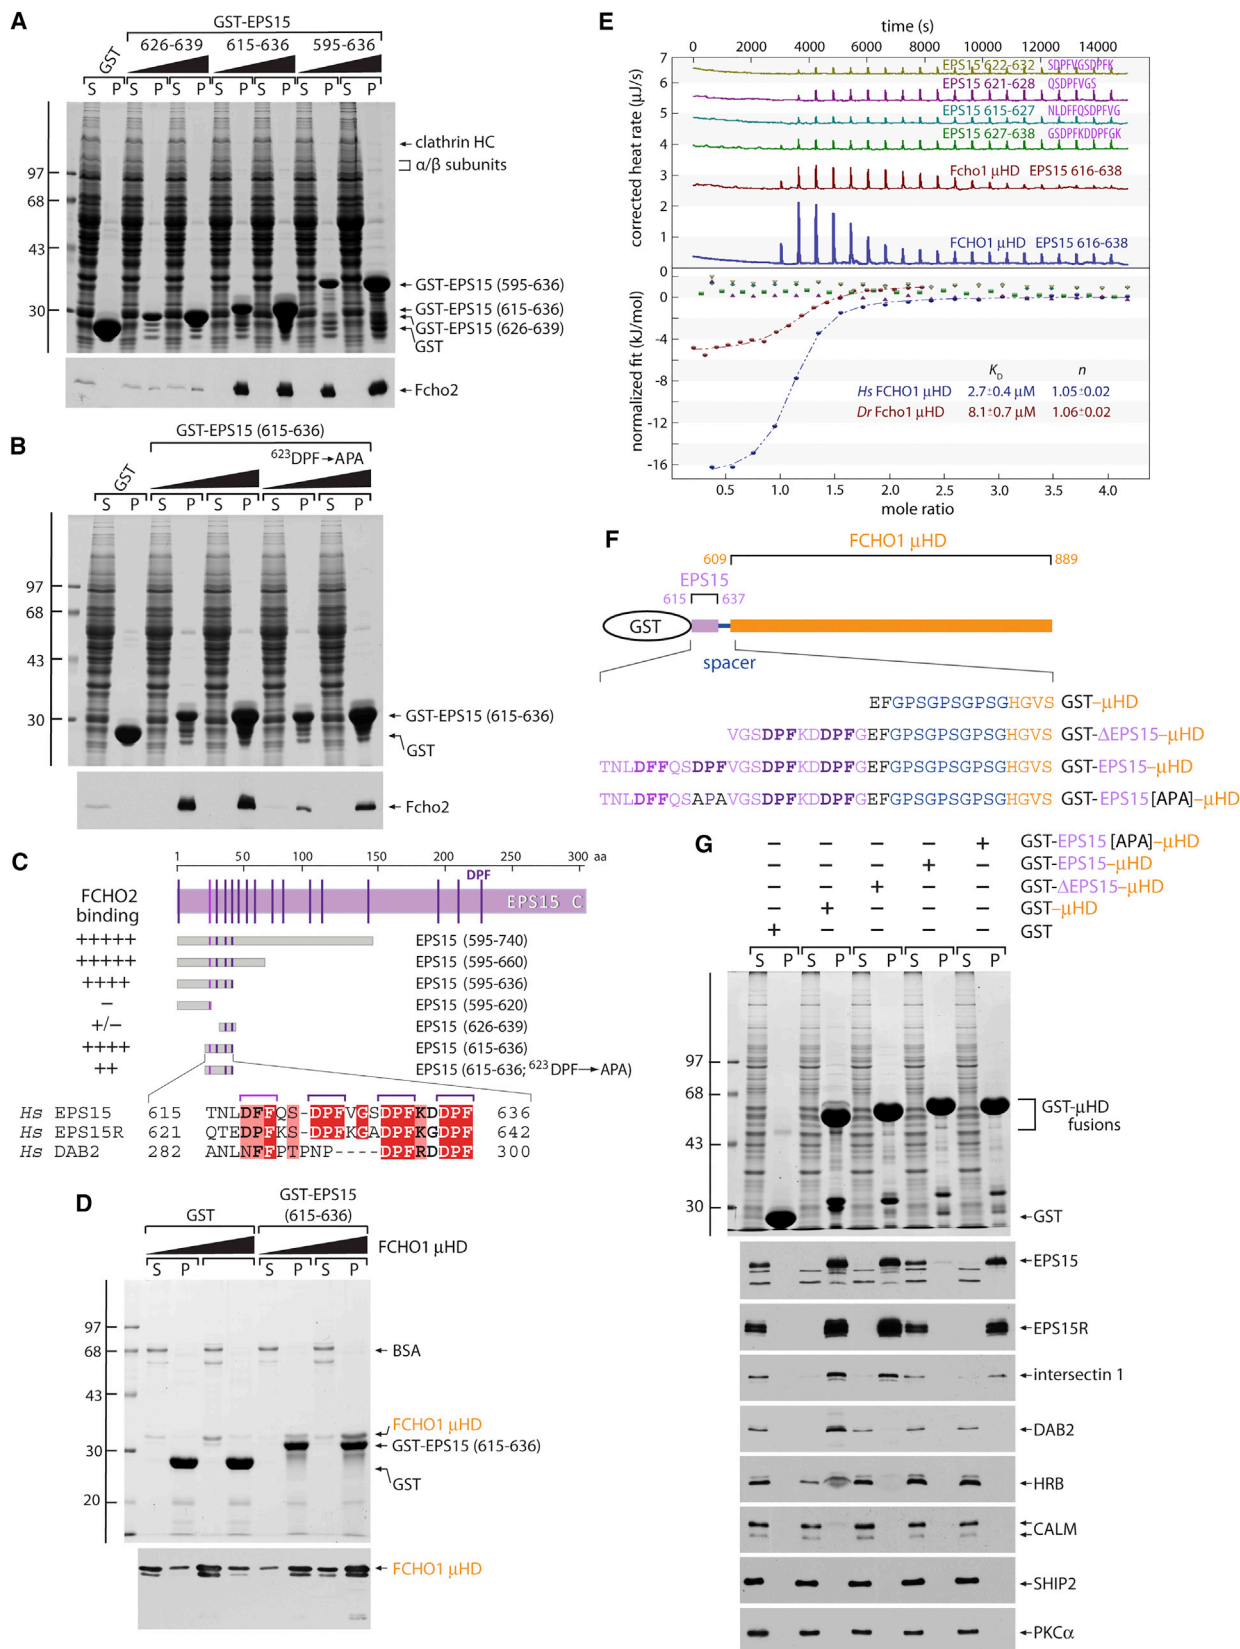 A
GST-EPS15
GST
626-639
615-636
595-636
S P S P S P S P S P S P S P
97
68
43
30
clathrin HC
α/β subunits
GST-EPS15 (595-636)
GST-EPS15 (615-636)
GST-EPS15 (626-639)
GST
Fcho2
B
GST-EPS15 (615-636)
GST
623DPF→APA
S P S P S P S P S P
97
68
43
30
GST-EPS15 (615-636)
GST
Fcho2
C
1 50 100 150 200 250 300 aa
FCHO2
binding
DPF
EPS15 C
+++++ EPS15 (595-740)
+++++ EPS15 (595-660)
++++ EPS15 (595-636)
− EPS15 (595-620)
+/− EPS15 (626-639)
++++ EPS15 (615-636)
++ EPS15 (615-636; 623DPF→APA)
Hs EPS15 615 TNLDFFQS-DPFVGSDPFKDDPF 636
Hs EPS15R 621 QTEDPFKS-DPFKGADPFKGDPF 642
Hs DAB2 282 ANLNFFPTPNP----DPFRDDPF 300
D
GST
GST-EPS15
(615-636)
FCHO1 μHD
S P S P S P
97
68
43
30
20
BSA
FCHO1 μHD
GST-EPS15 (615-636)
GST
FCHO1 μHD
E
time (s)
0 2000 4000 6000 8000 10000 12000 14000
corrected heat rate (μJ/s)
7
6
5
4
3
2
1
0
EPS15 622-632 SDPFVGSDPFK
EPS15 621-628 QSDPFVGS
EPS15 615-627 NLDFFQSDPFVG
EPS15 627-638 GSDPFKDDPFGK
Fcho1 μHD EPS15 616-638
FCHO1 μHD EPS15 616-638
normalized fit (kJ/mol)
0
-4
-8
-12
-16
KD n
Hs FCHO1 μHD 2.7±0.4 μM 1.05±0.02
Dr Fcho1 μHD 8.1±0.7 μM 1.06±0.02
0.5 1.0 1.5 2.0 2.5 3.0 3.5 4.0
mole ratio
F
FCHO1 μHD
609 889
EPS15
615 637
GST
spacer
EFGPSGPSGPSGHGVS GST–μHD
VGSDPFKDDPFGEFGPSGPSGPSGHGVS GST-ΔEPS15–μHD
TNLDFFQSDPFVGSDPFKDDPFGEFGPSGPSGPSGHGVS GST-EPS15–μHD
TNLDFFQSAPAVGSDPFKDDPFGEFGPSGPSGPSGHGVS GST-EPS15[APA]–μHD
G
− − − − + GST-EPS15 [APA]–μHD
− − − + − GST-EPS15–μHD
− − + − − GST-ΔEPS15–μHD
− + − − − GST–μHD
+ − − − − GST
S P S P S P S P S P
97
68
43
30
GST-μHD
fusions
GST
EPS15
EPS15R
intersectin 1
DAB2
HRB
CALM
SHIP2
PKCα